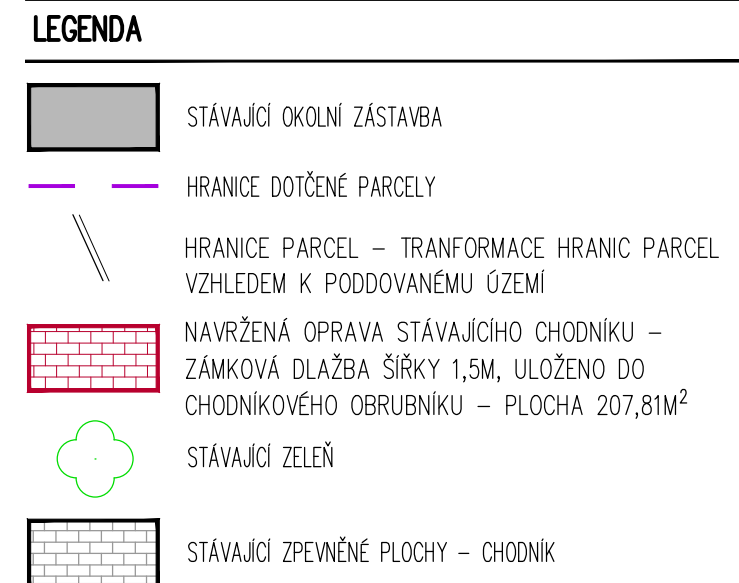 LEGENDA
STÁVAJÍCÍ OKOLNÍ ZÁSTAVBA
HRANICE DOTČENÉ PARCELY
HRANICE PARCEL – TRANFORMACE HRANIC PARCEL
VZHLEDEM K PODDOVANÉMU ÚZEMÍ
NAVRŽENÁ OPRAVA STÁVAJÍCÍHO CHODNÍKU –
ZÁMKOVÁ DLAŽBA ŠÍŘKY 1,5M, ULOŽENO DO
CHODNÍKOVÉHO OBRUBNÍKU – PLOCHA 207,81M²
STÁVAJÍCÍ ZELEŇ
STÁVAJÍCÍ ZPEVNĚNÉ PLOCHY – CHODNÍK